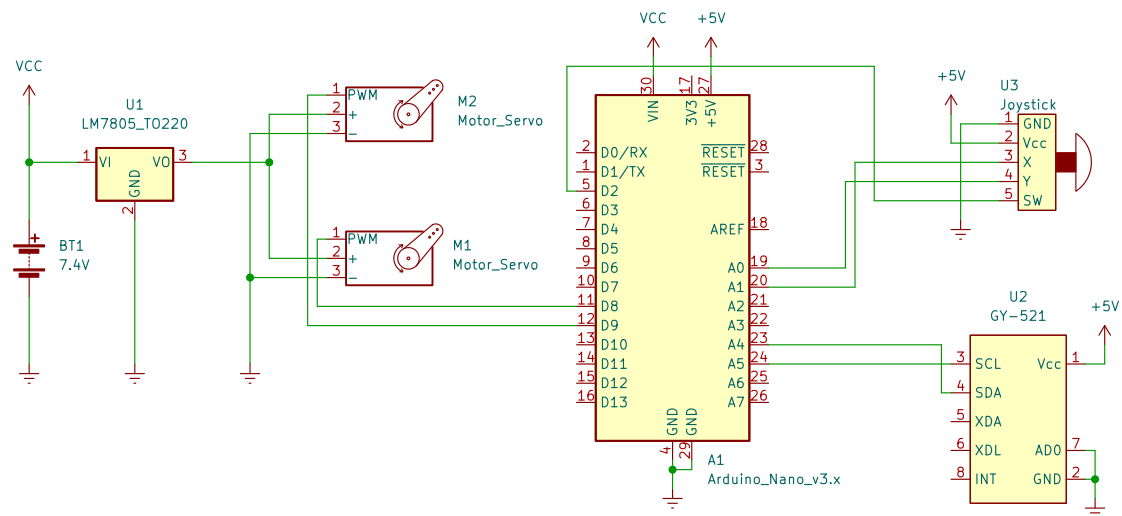 VCC
U1
LM7805_TO220
1
VI
VO
3
GND
2
BT1
7.4V
+
1
PWM
2
+
3
−
M2
Motor_Servo
1
PWM
2
+
3
−
M1
Motor_Servo
VCC
+5V
30
17
27
VIN
3V3
+5V
2
D0/RX
1
D1/TX
5
D2
6
D3
7
D4
8
D5
9
D6
10
D7
11
D8
12
D9
13
D10
14
D11
15
D12
16
D13
RESET
28
RESET
3
AREF
18
A0
19
A1
20
A2
21
A3
22
A4
23
A5
24
A6
25
A7
26
GND
GND
4
29
A1
Arduino_Nano_v3.x
+5V
U3
Joystick
1
GND
2
Vcc
3
X
4
Y
5
SW
U2
GY-521
+5V
3
SCL
4
SDA
5
XDA
6
XDL
8
INT
Vcc
1
AD0
7
GND
2